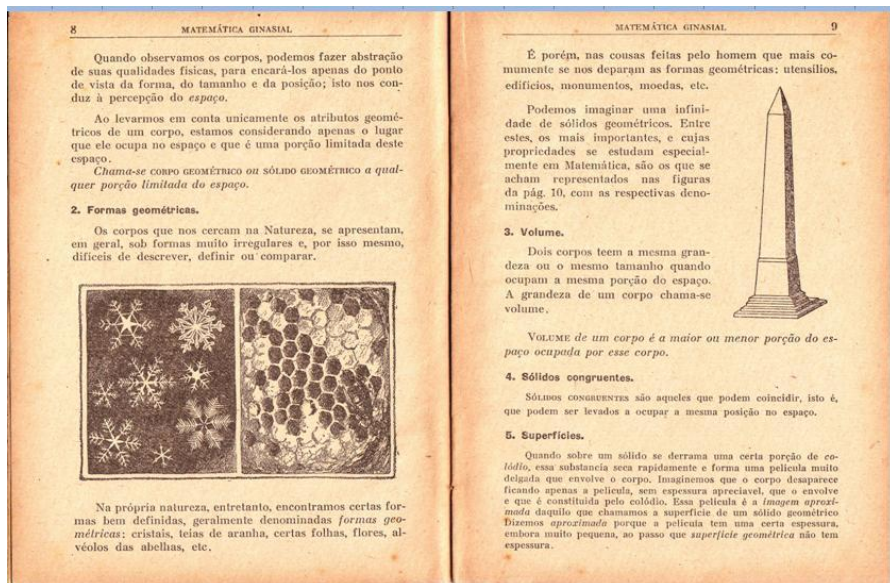 8
MATEMÁTICA GINASIAL
Quando observamos os corpos, podemos fazer abstração
de suas qualidades físicas, para encará-los apenas do ponto
de vista da forma, do tamanho e da posição; isto nos con-
duz à percepção do espaço.
Ao levarmos em conta unicamente os atributos geomé-
tricos de um corpo, estamos considerando apenas o lugar
que ele ocupa no espaço e que é uma porção limitada deste
espaço.
Chama-se CORPO GEOMÉTRICO ou SÓLIDO GEOMÉTRICO a qual-
quer porção limitada do espaço.
2. Formas geométricas.
Os corpos que nos cercam na Natureza, se apresentam,
em geral, sob formas muito irregulares e, por isso mesmo,
difíceis de descrever, definir ou comparar.
Na própria natureza, entretanto, encontramos certas for-
mas bem definidas, geralmente denominadas formas geo-
métricas: cristais, teias de aranha, certas folhas, flores, al-
véolos das abelhas, etc.
MATEMÁTICA GINASIAL
9
É porém, nas cousas feitas pelo homem que mais co-
mumente se nos deparam as formas geométricas: utensílios,
edifícios, monumentos, moedas, etc.
Podemos imaginar uma infini-
dade de sólidos geométricos. Entre
estes, os mais importantes, e cujas
propriedades se estudam especial-
mente em Matemática, são os que se
acham representados nas figuras
da pág. 10, com as respectivas deno-
minações.
3. Volume.
Dois corpos teem a mesma gran-
deza ou o mesmo tamanho quando
ocupam a mesma porção do espaço.
A grandeza de um corpo chama-se
volume.
VOLUME de um corpo é a maior ou menor porção do es-
paço ocupada por esse corpo.
4. Sólidos congruentes.
SÓLIDOS CONGRUENTES são aqueles que podem coincidir, isto é,
que podem ser levados a ocupar a mesma posição no espaço.
5. Superfícies.
Quando sobre um sólido se derrama uma certa porção de co-
lódio, essa substancia seca rapidamente e forma uma película muito
delgada que envolve o corpo. Imaginemos que o corpo desaparece
ficando apenas a película, sem espessura apreciavel, que o envolve
e que é constituida pelo colódio. Essa película é a imagem aproxi-
mada daquilo que chamamos a superfície de um sólido geométrico
Dizemos aproximada porque a película tem uma certa espessura,
embora muito pequena, ao passo que superfície geométrica não tem
espessura.